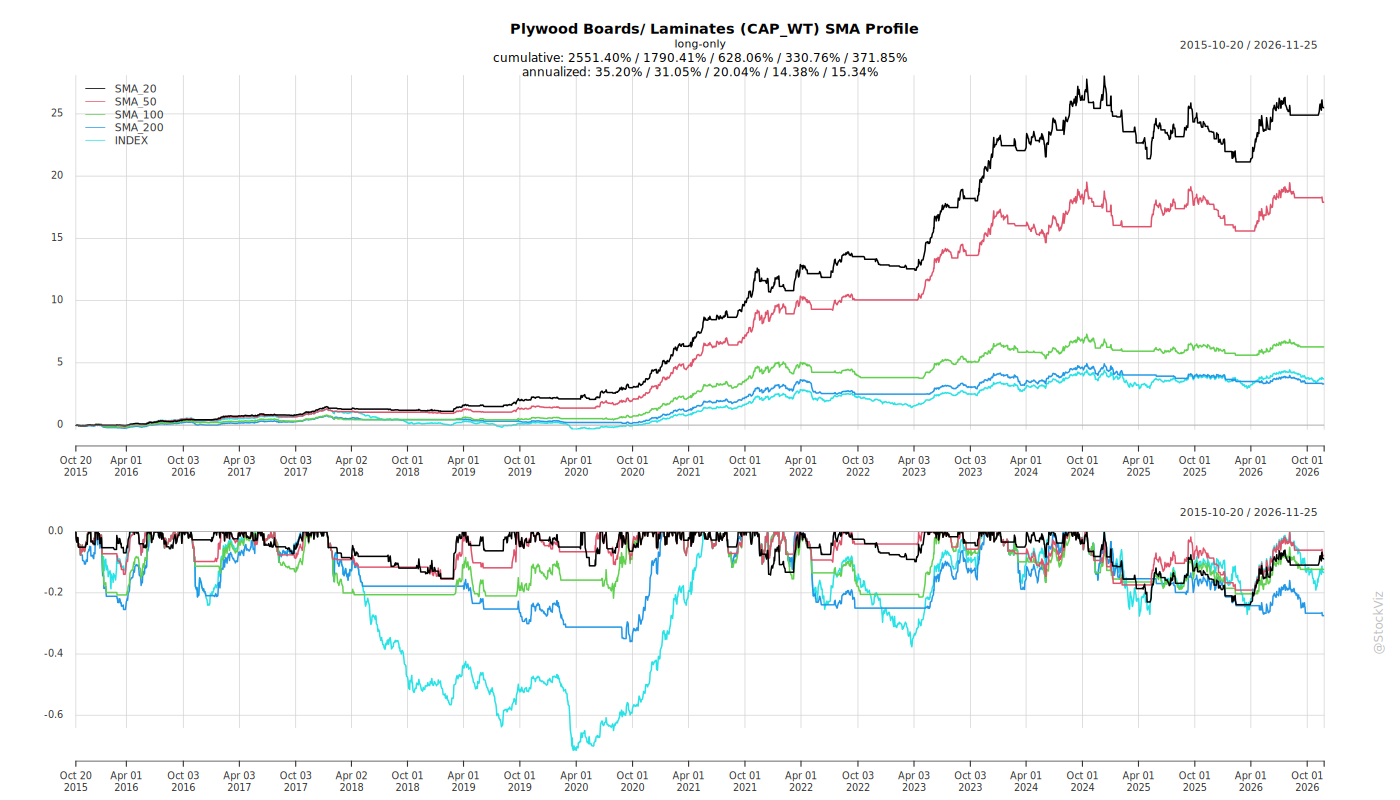 Plywood Boards/ Laminates (CAP_WT) SMA Profile
long-only
cumulative: 2551.40% / 1790.41% / 628.06% / 330.76% / 371.85%
annualized: 35.20% / 31.05% / 20.04% / 14.38% / 15.34%
2015-10-20 / 2026-11-25
SMA_20
SMA_50
SMA_100
SMA_200
INDEX
25
20
15
10
5
0
Oct 20 Apr 01 Oct 03 Apr 03 Oct 03 Apr 02 Oct 01 Apr 01 Oct 01 Apr 01 Oct 01 Apr 01 Oct 01 Apr 01 Oct 03 Apr 03 Oct 03 Apr 01 Oct 01 Apr 01 Oct 01 Apr 01 Oct 01
2015 2016 2016 2017 2017 2018 2018 2019 2019 2020 2020 2021 2021 2022 2022 2023 2023 2024 2024 2025 2025 2026 2026
2015-10-20 / 2026-11-25
0.0
-0.2
-0.4
-0.6
Oct 20 Apr 01 Oct 03 Apr 03 Oct 03 Apr 02 Oct 01 Apr 01 Oct 01 Apr 01 Oct 01 Apr 01 Oct 01 Apr 01 Oct 03 Apr 03 Oct 03 Apr 01 Oct 01 Apr 01 Oct 01 Apr 01 Oct 01
2015 2016 2016 2017 2017 2018 2018 2019 2019 2020 2020 2021 2021 2022 2022 2023 2023 2024 2024 2025 2025 2026 2026
@StockViz